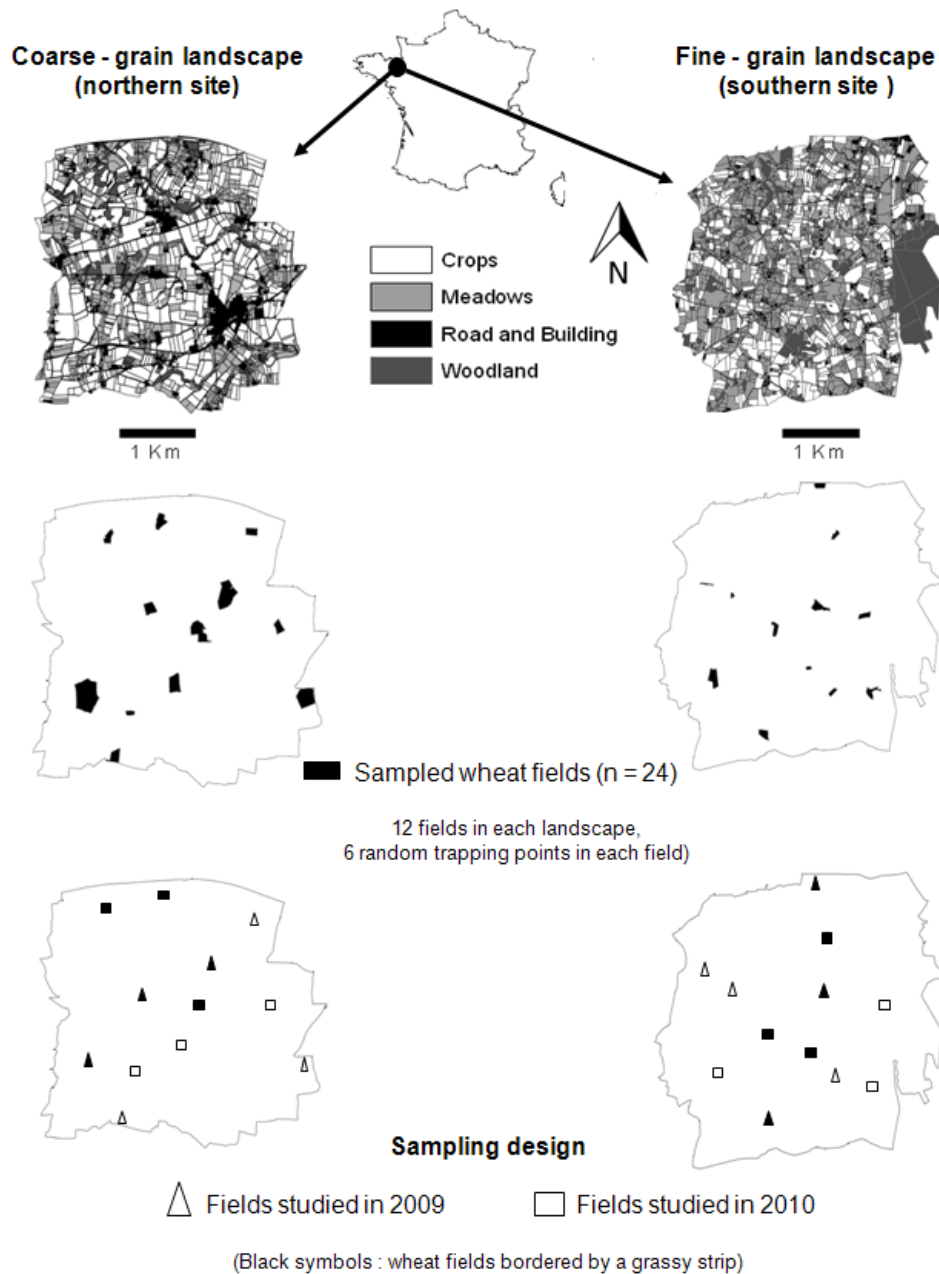 Coarse - grain landscape
(northern site)
Fine - grain landscape
(southern site )
N
Crops
Meadows
Road and Building
Woodland
1 Km
1 Km
Sampled wheat fields (n = 24)
12 fields in each landscape,
6 random trapping points in each field)
Sampling design
Fields studied in 2009
Fields studied in 2010
(Black symbols : wheat fields bordered by a grassy strip)